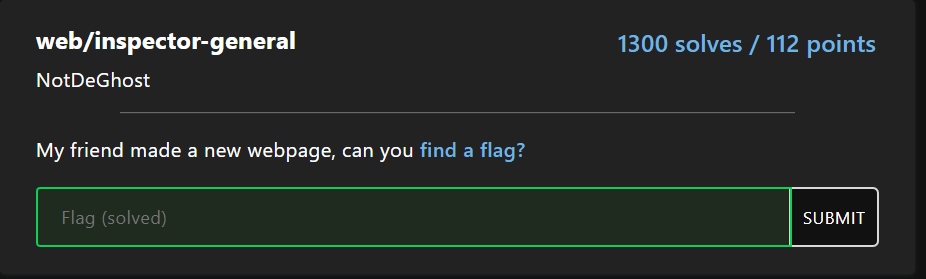 web/inspector-general
1300 solves / 112 points
NotDeGhost
My friend made a new webpage, can you find a flag?
Flag (solved)
SUBMIT